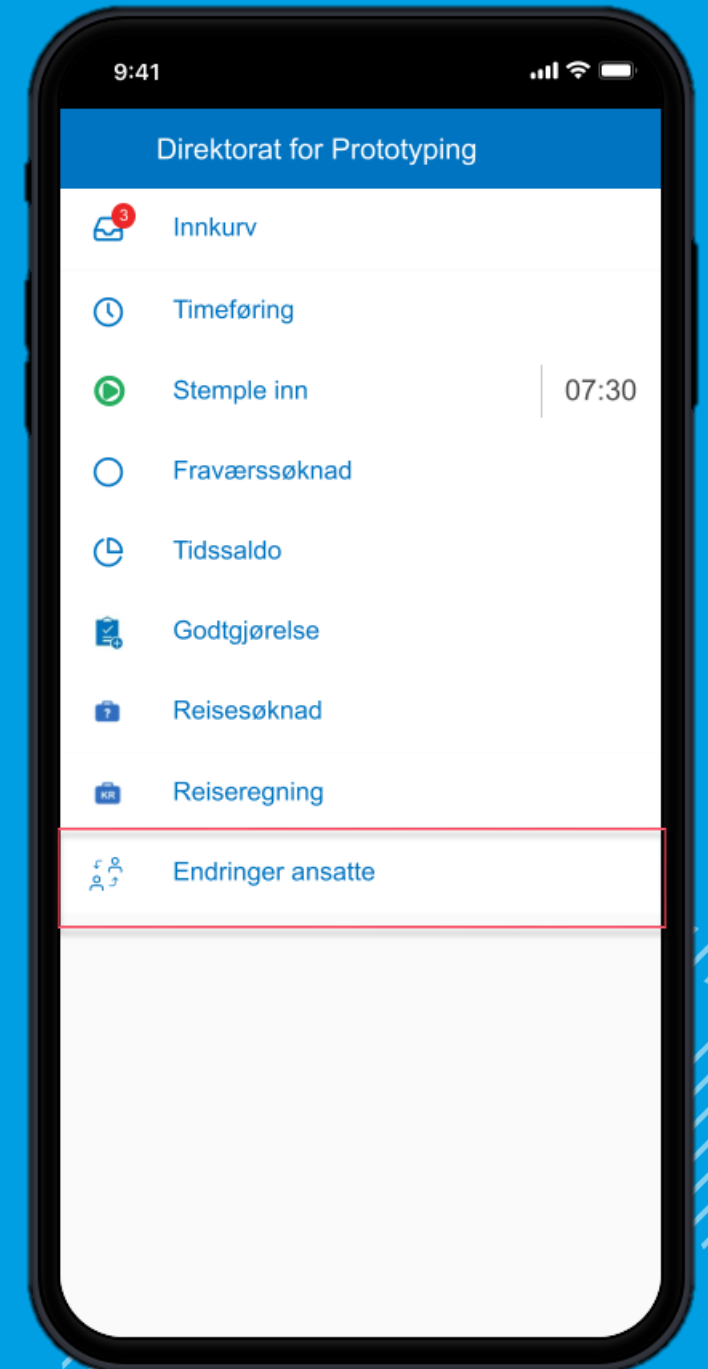 9:41
Direktorat for Prototyping
3
Innkurv
Timeføring
Stemple inn 07:30
Fraværssøknad
Tidssaldo
Godtgjørelse
?
Reisesøknad
KR
Reiseregning
Endringer ansatte